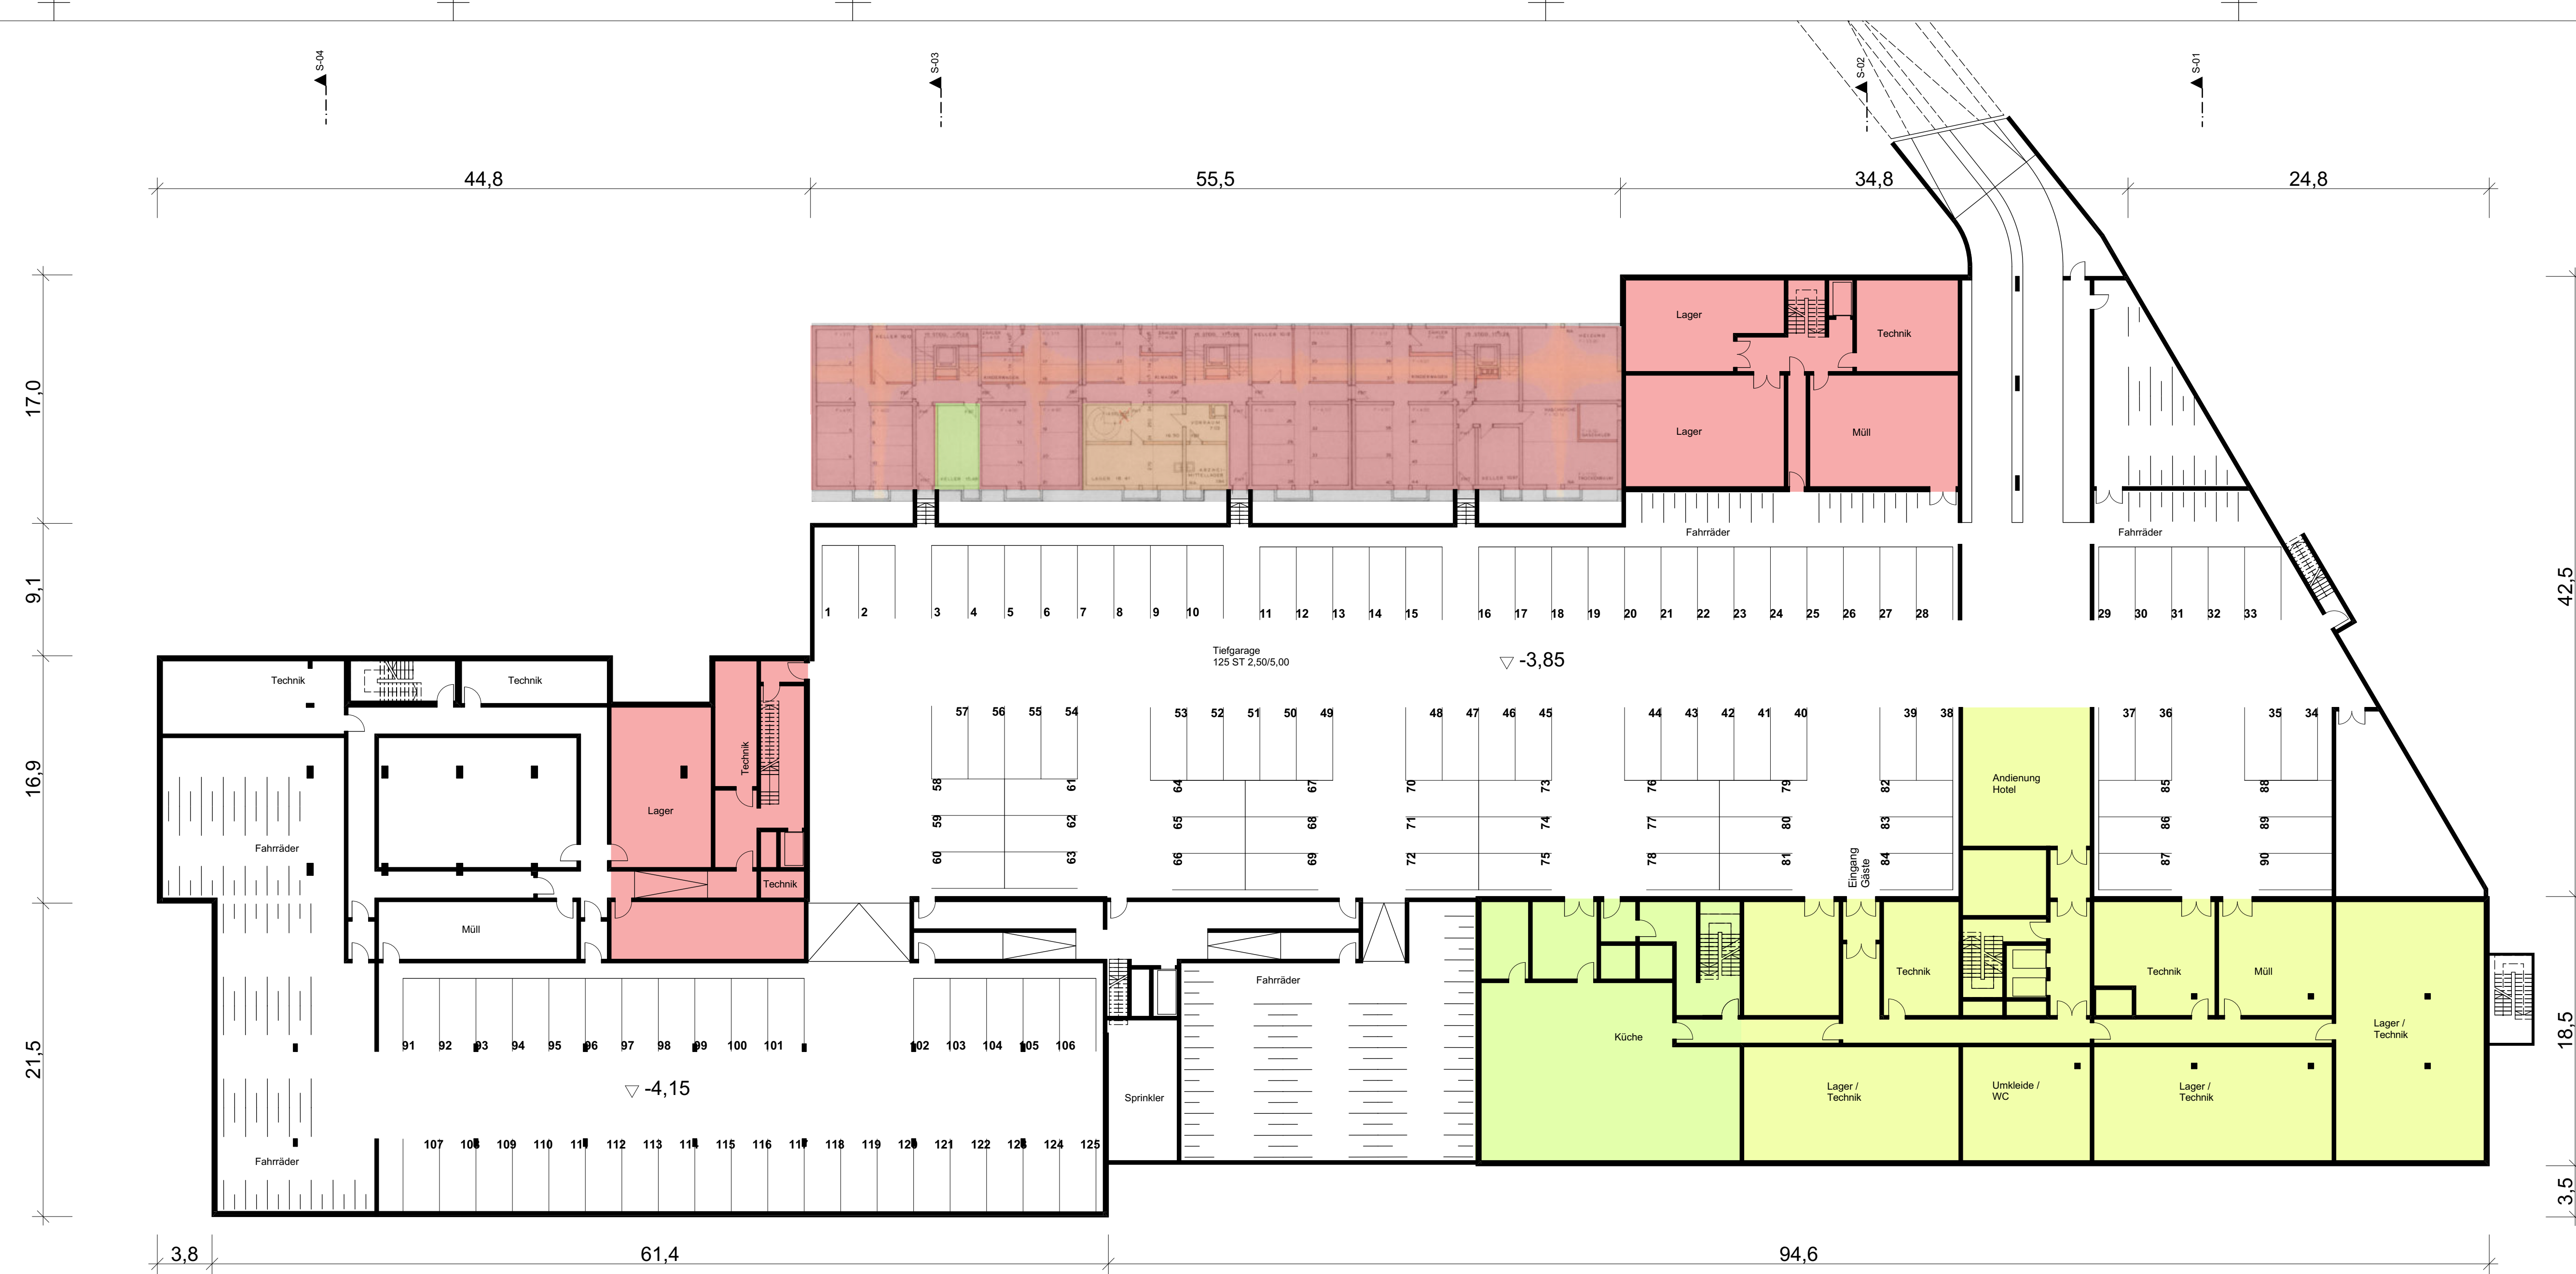 S-04
S-03
S-02
S-01
44,8
55,5
34,8
24,8
17,0
9,1
16,9
21,5
42,5
18,5
3,5
Lager
Technik
Lager
Müll
Fahrräder
Fahrräder
1 2 3 4 5 6 7 8 9 10 11 12 13 14 15 16 17 18 19 20 21 22 23 24 25 26 27 28 29 30 31 32 33
Tiefgarage
125 ST 2,50/5,00
-3,85
Technik
Technik
57 56 55 54 53 52 51 50 49 48 47 46 45 44 43 42 41 40 39 38 37 36 35 34
Technik
Lager
Andienung
Hotel
58 61 64 67 70 73 76 79 82 85 88
59 62 65 68 71 74 77 80 83 86 89
60 63 66 69 72 75 78 81 84 87 90
Fahrräder
Eingang
Gäste
Technik
Müll
Fahrräder
Technik
Technik
Müll
Küche
Lager /
Technik
91 92 93 94 95 96 97 98 99 100 101 102 103 104 105 106
-4,15
Sprinkler
Lager /
Technik
Umkleide /
WC
Lager /
Technik
107 108 109 110 111 112 113 114 115 116 117 118 119 120 121 122 123 124 125
Fahrräder
3,8
61,4
94,6